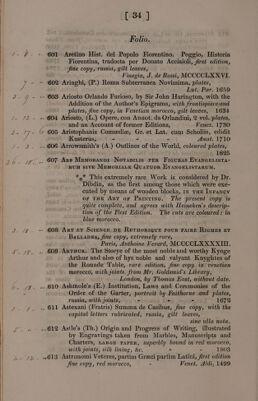 [ 34 ]
Folio.
601 Aretino Hist. del Popolo Fiorentino. Poggio, Historia
Fiorentina, tradocta por Donato Acciaioli, first edition,
fine copy, russia, gilt leaves,
Vinegia, J. de Rossi, MCCCCLXXVI.
602 Aringhi, (P.) Roma Subterranea Novissima, plates,
Lut. Par. 1659
603 Ariosto Orlando Furioso, by Sir John Harington, with the
Addition of the Author's Epigrams, with frontispiece and
plates, fine copy, in Venetian morocco, gilt leaves, 1634
604 Ariosto, (L.) Opere, con Annot. da Orlandini, 2 vol. plates,
and an Account of former Editions, Venet. 1730
605 Aristophanis Comœdiæ, Gr. et Lat. cum Scholiis, edidit
Kusterus, Amst. 1710
606 Arrowsmith's (A.) Outlines of the World, coloured plates,
1825
607 Ars Memorandi Notabilis per Figuras Evangelista-
rum sive Memoriale Quatuor Evangelistarum.
*** This extremely rare Work is considered by Dr.
Dibdin, as the first among those which were exe-
cuted by means of wooden blocks, in the Infancy
of the Art of Printing. The present copy is
quite complete, and agrees with Heineken's descrip-
tion of the First Edition. The cuts are coloured: in
blue morocco.
608 Art et Science de Rethorique pour faire Rigmes et
Ballades, fine copy, extremely rare,
Paris, Anthoine Verard, MCCCCLXXXXIII.
609 Arthur. The Storye of the most noble and worthy Kynge
Arthur and also of hys noble and valyant Knyghtes of
the Rounde Table, rare edition, fine copy in venetian
morocco, with joints, from Mr. Goldsmid's Library,
London, by Thomas East, without date.
610 Ashmole's (E.) Institution, Laws and Ceremonies of the
Order of the Garter, portrait by Faithorne and plates,
russia, with joints, 1672
611 Astexani (Fratris) Summa de Casibus, fine copy, with the
capital letters rubricated, russia, gilt leaves,
sine ulla nota.
612 Astle's (Th.) Origin and Progress of Writing, illustrated
by Engravings taken from Marbles, Manuscripts and
Charters, large paper, superbly bound in red morocco,
with joints, silk lining, &c. 1803
613 Astronomi Veteres, partim Græci partim Latini, first edition
fine copy, red morocco, Venet. Aldi, 1499